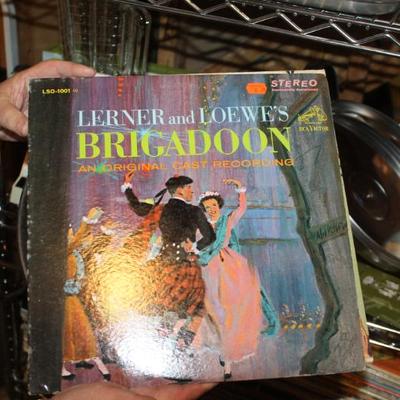 LSO-1001
STEREO
LERNER and LOEWE'S
RCA VICTOR
BRIGADOON
AN ORIGINAL CAST RECORDING